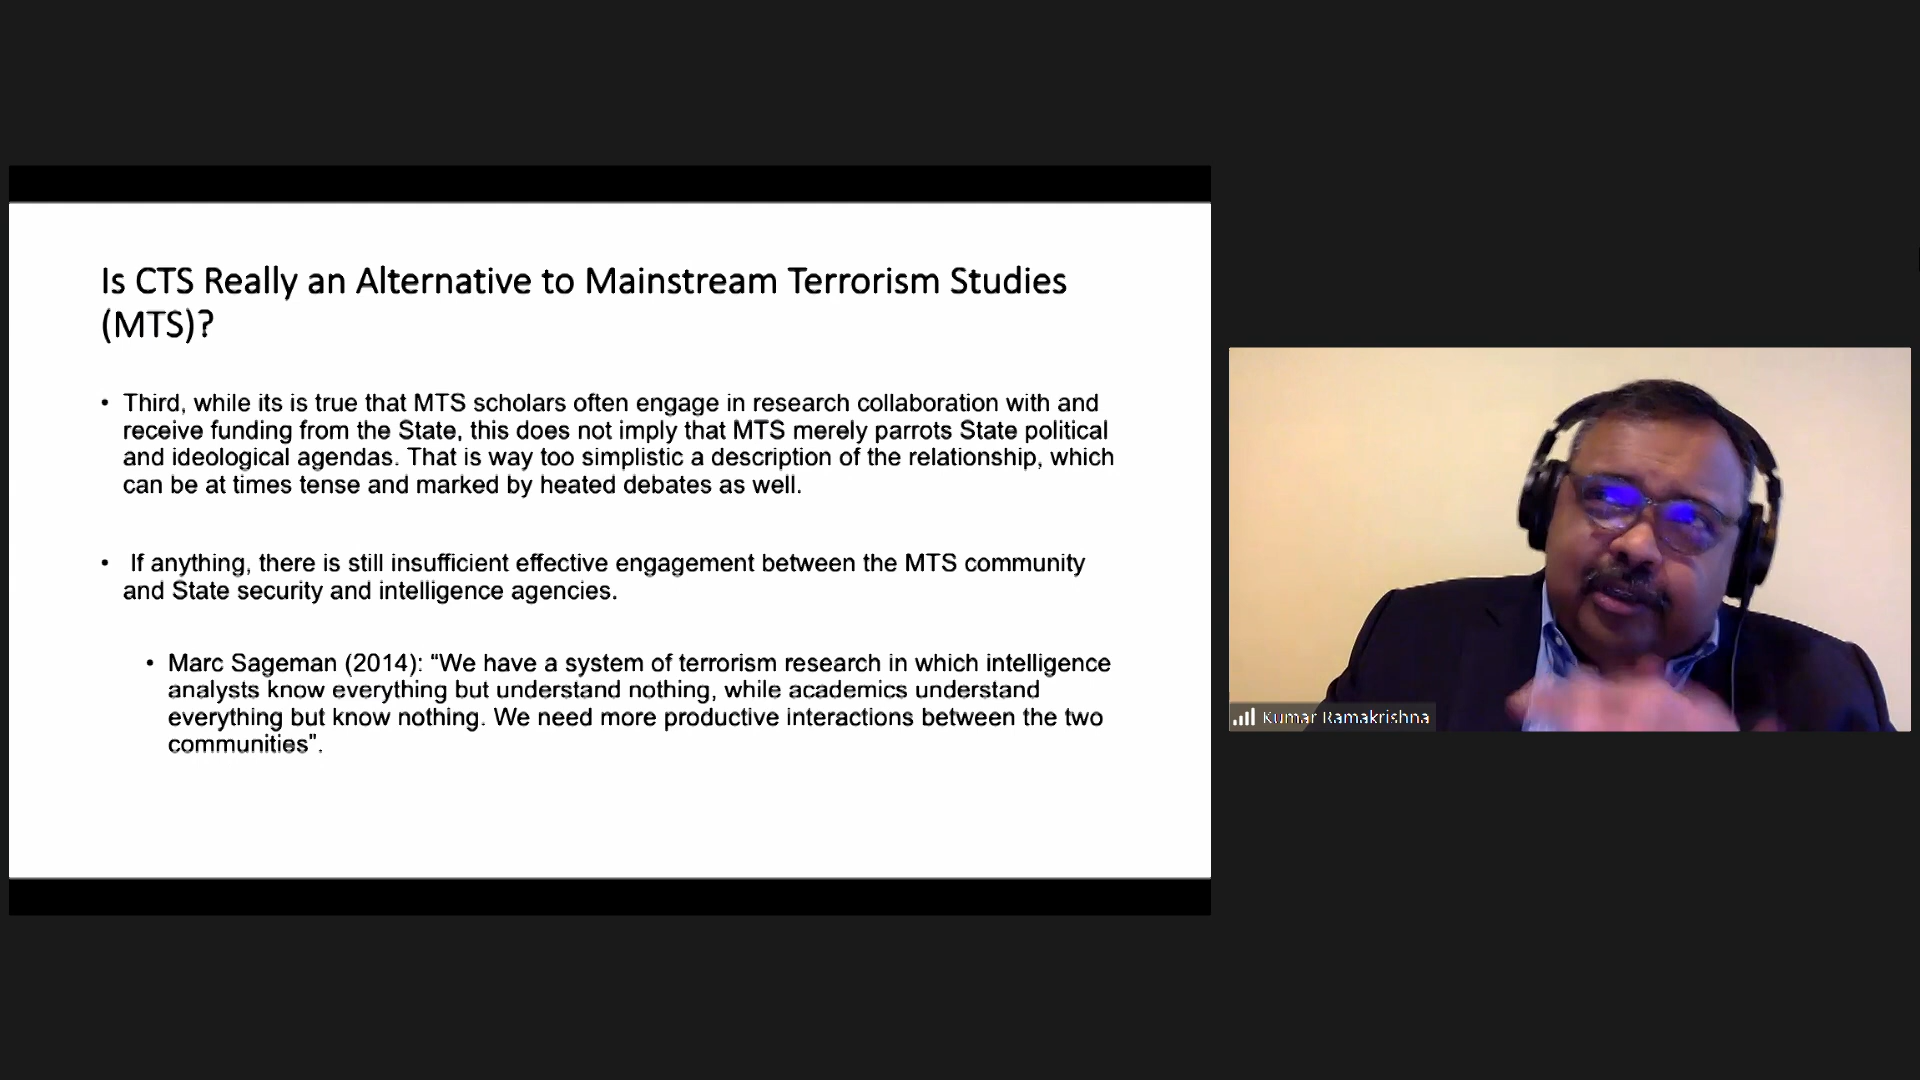 Is CTS Really an Alternative to Mainstream Terrorism Studies
(MTS)?
• Third, while its is true that MTS scholars often engage in research collaboration with and
receive funding from the State, this does not imply that MTS merely parrots State political
and ideological agendas. That is way too simplistic a description of the relationship, which
can be at times tense and marked by heated debates as well.
• If anything, there is still insufficient effective engagement between the MTS community
and State security and intelligence agencies.
• Marc Sageman (2014): “We have a system of terrorism research in which intelligence
analysts know everything but understand nothing, while academics understand
everything but know nothing. We need more productive interactions between the two
communities”.
Kumar Ramakrishna